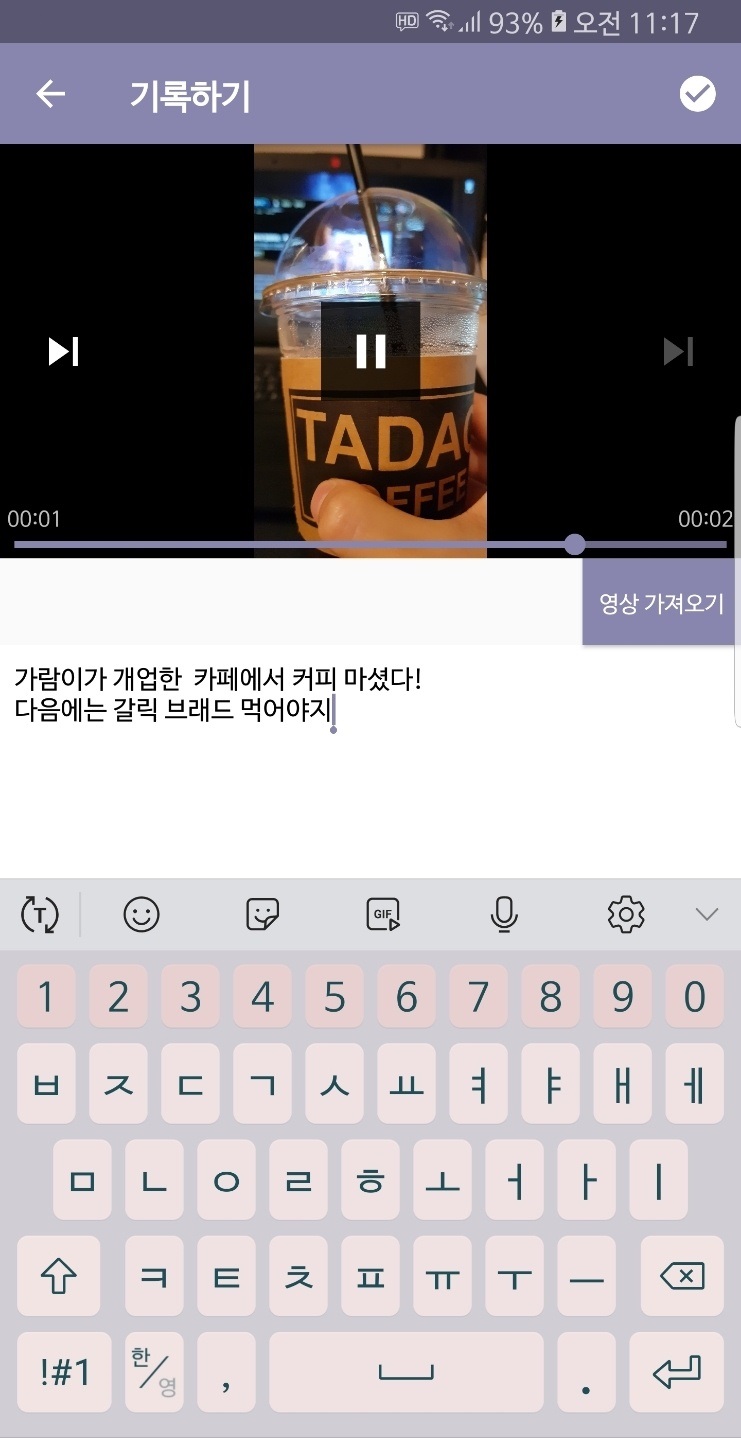 HD 93% 오전 11:17
기록하기
TADA
COFFEE
00:01 00:02
영상 가져오기
가람이가 개업한  카페에서 커피 마셨다!
다음에는 갈릭 브래드 먹어야지
T GIF
1 2 3 4 5 6 7 8 9 0
ㅂ ㅈ ㄷ ㄱ ㅅ ㅛ ㅕ ㅑ ㅐ ㅔ
ㅁ ㄴ ㅇ ㄹ ㅎ ㅗ ㅓ ㅏ ㅣ
ㅋ ㅌ ㅊ ㅍ ㅠ ㅜ ㅡ
!#1 한/영 , .